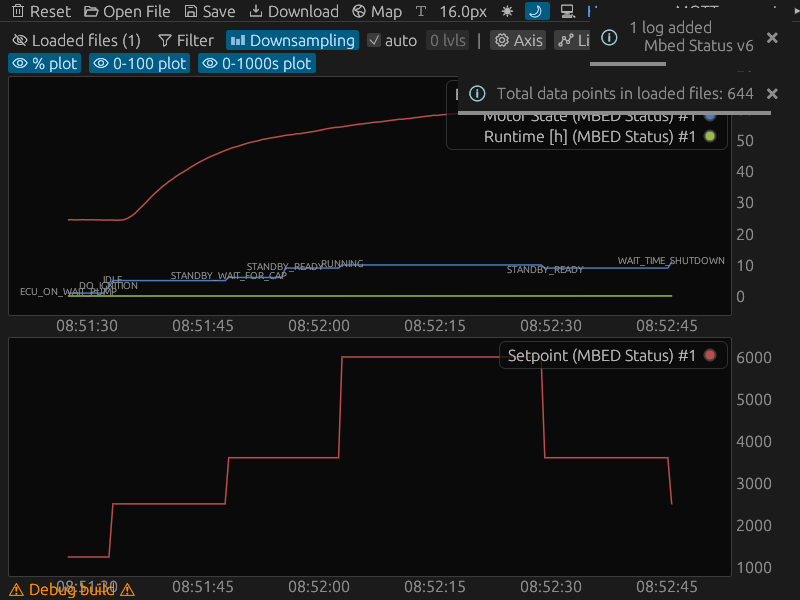 Reset Open File Save Download Map T 16.0px
Loaded files (1) Filter Downsampling auto 0 lvls | Axis Li
1 log added
Mbed Status v6
% plot 0-100 plot 0-1000s plot
Total data points in loaded files: 644
Motor State (MBED Status) #1
Runtime [h] (MBED Status) #1
50
40
30
20
10
0
WAIT_TIME_SHUTDOWN
STANDBY_READY RUNNING
STANDBY_READY
STANDBY_WAIT_FOR_CAP
IDLE
DO_IGNITION
ECU_ON_WAIT_PUMP
08:51:30 08:51:45 08:52:00 08:52:15 08:52:30 08:52:45
Setpoint (MBED Status) #1
6000
5000
4000
3000
2000
1000
08:51:30 08:51:45 08:52:00 08:52:15 08:52:30 08:52:45
Debug build